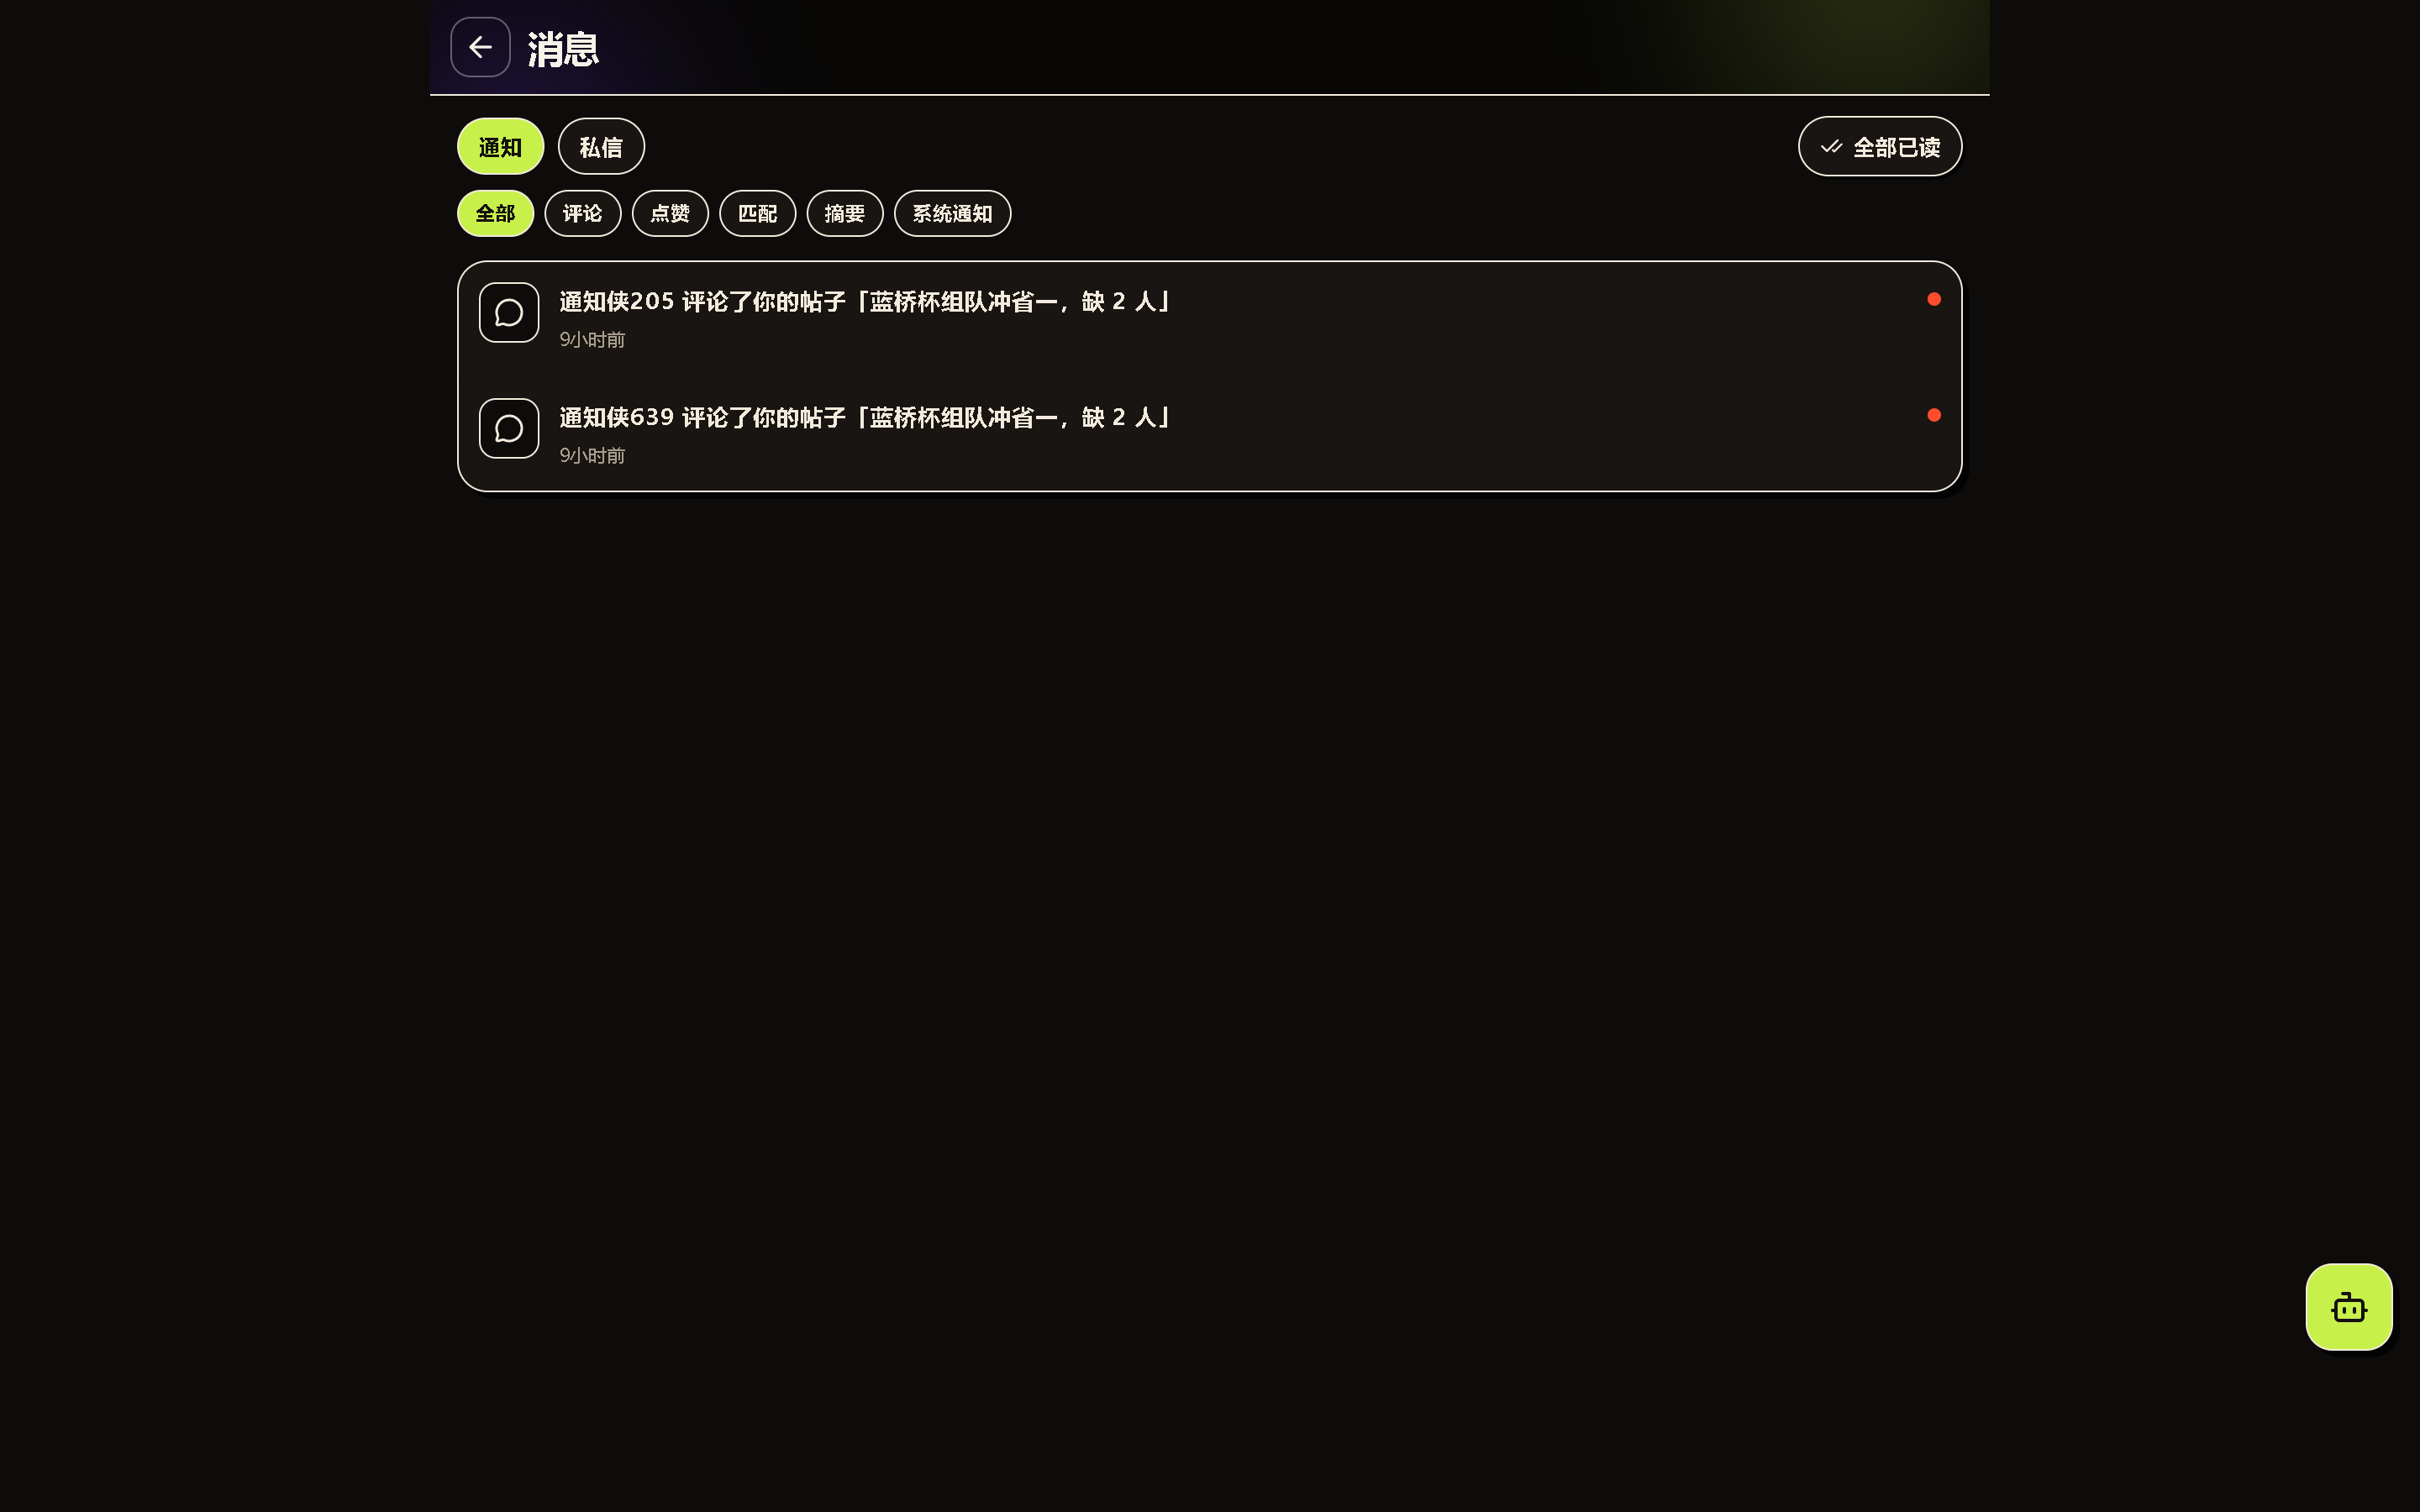 消息
通知 私信 全部已读
全部 评论 点赞 匹配 摘要 系统通知
通知侠205 评论了你的帖子「蓝桥杯组队冲省一，缺 2 人」
9小时前
通知侠639 评论了你的帖子「蓝桥杯组队冲省一，缺 2 人」
9小时前